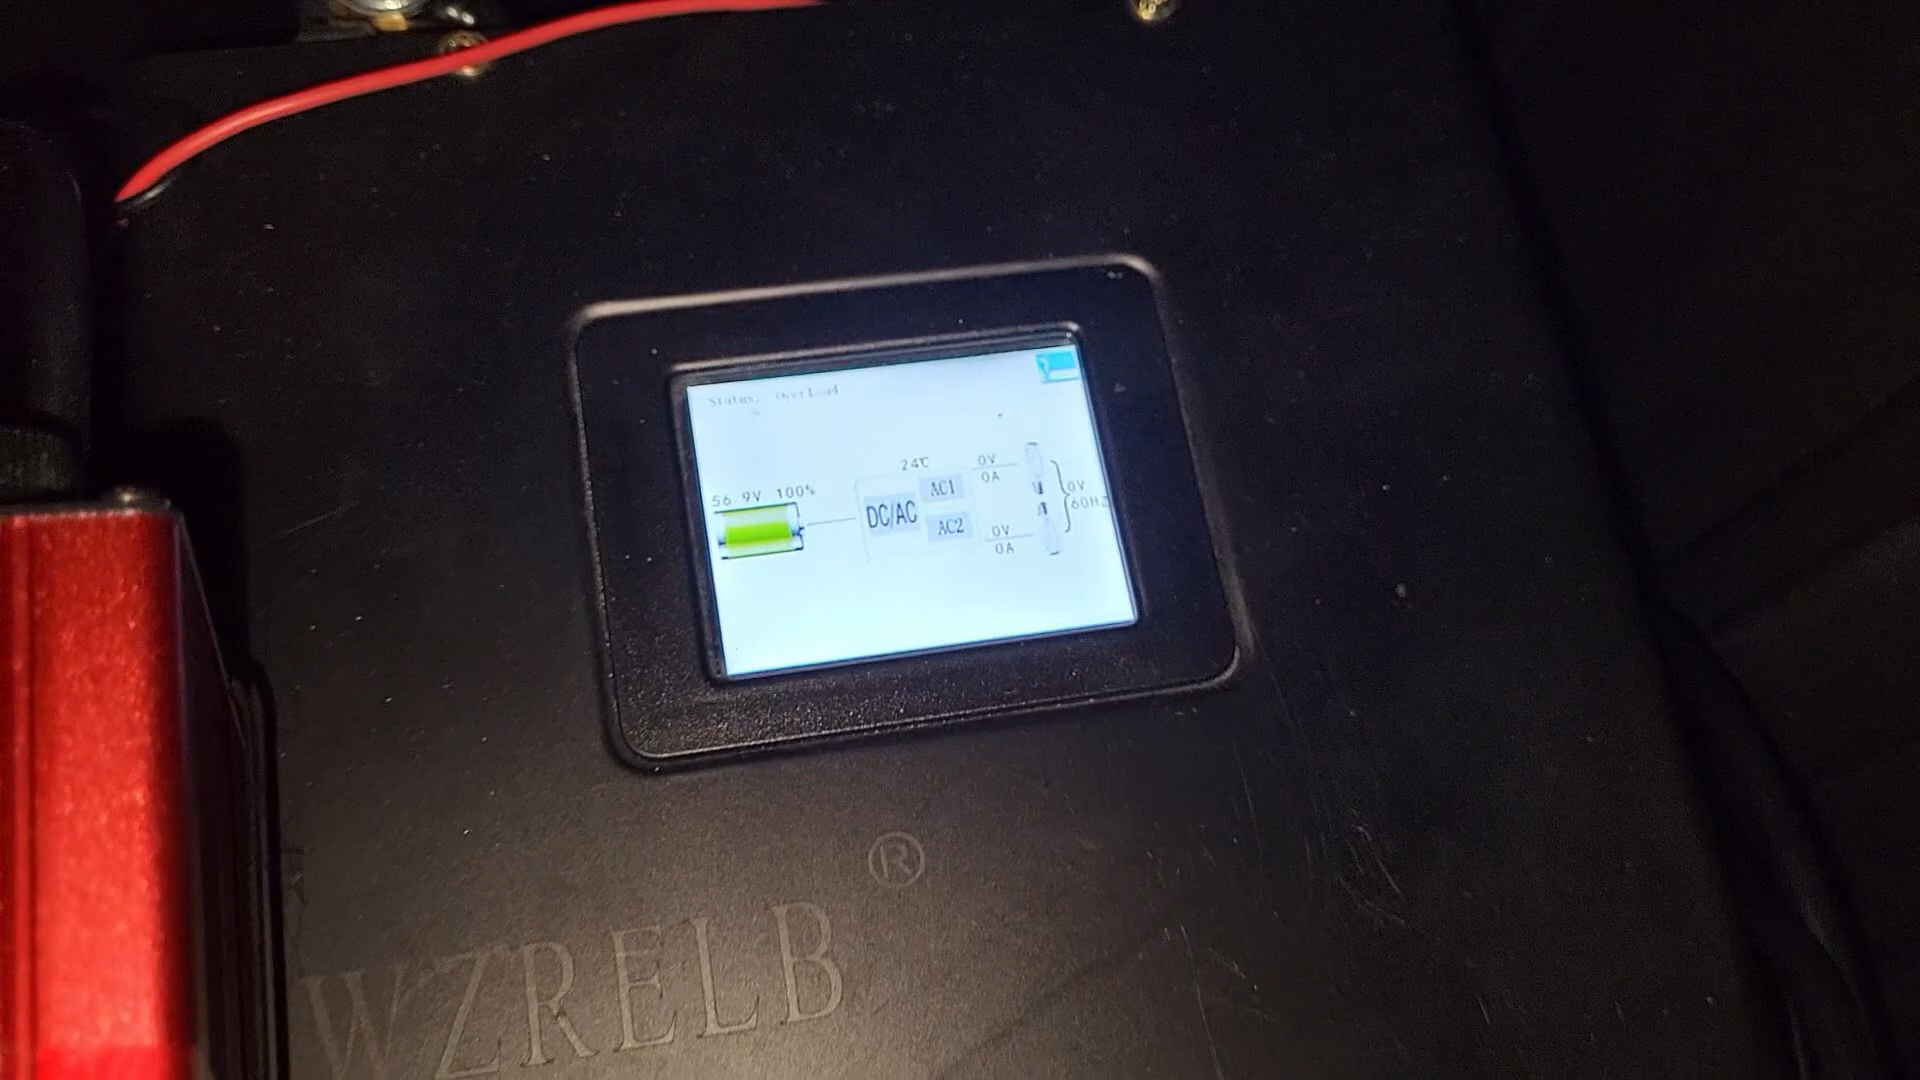 Status: OverLoad
24℃
0V
0A
AC1
56.9V 100%
DC/AC
0V
60HZ
AC2
0V
0A
®
WZRELB